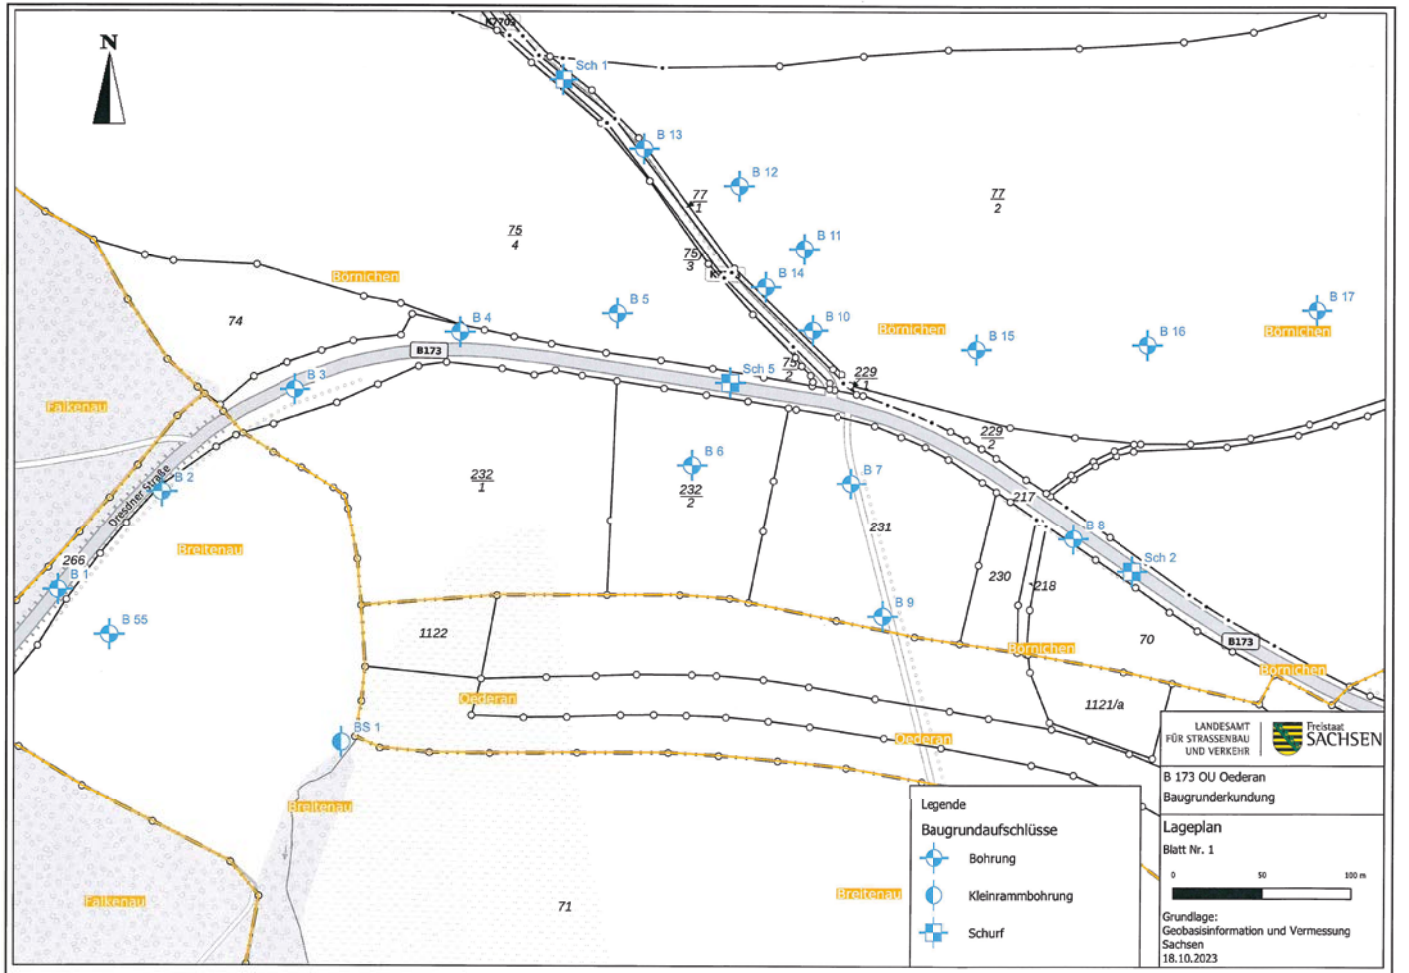 K7703
N
Sch 1
B 13
B 12
77
1
77
2
75
4
B 11
75
3
Börnichen
K7
B 14
B 5
B 17
74
B 4
B 10
Börnichen
Börnichen
B 16
B173
B 15
75
2
Sch 5
229
1
B 3
Falkenau
229
2
B 6
B 7
232
1
B 2
232
2
Dresdner Straße
217
231
B 8
Breitenau
266
Sch 2
B 1
230
218
B 9
B 55
1122
70
B173
Börnichen
Börnichen
Oederan
1121/a
BS 1
Oederan
Breitenau
Falkenau
Breitenau
71
LANDESAMT
FÜR STRASSENBAU
UND VERKEHR
Freistaat
SACHSEN
B 173 OU Oederan
Baugrunderkundung
Lageplan
Blatt Nr. 1
0 50 100 m
Grundlage:
Geobasisinformation und Vermessung
Sachsen
18.10.2023
Legende
Baugrundaufschlüsse
Bohrung
Kleinrammbohrung
Schurf